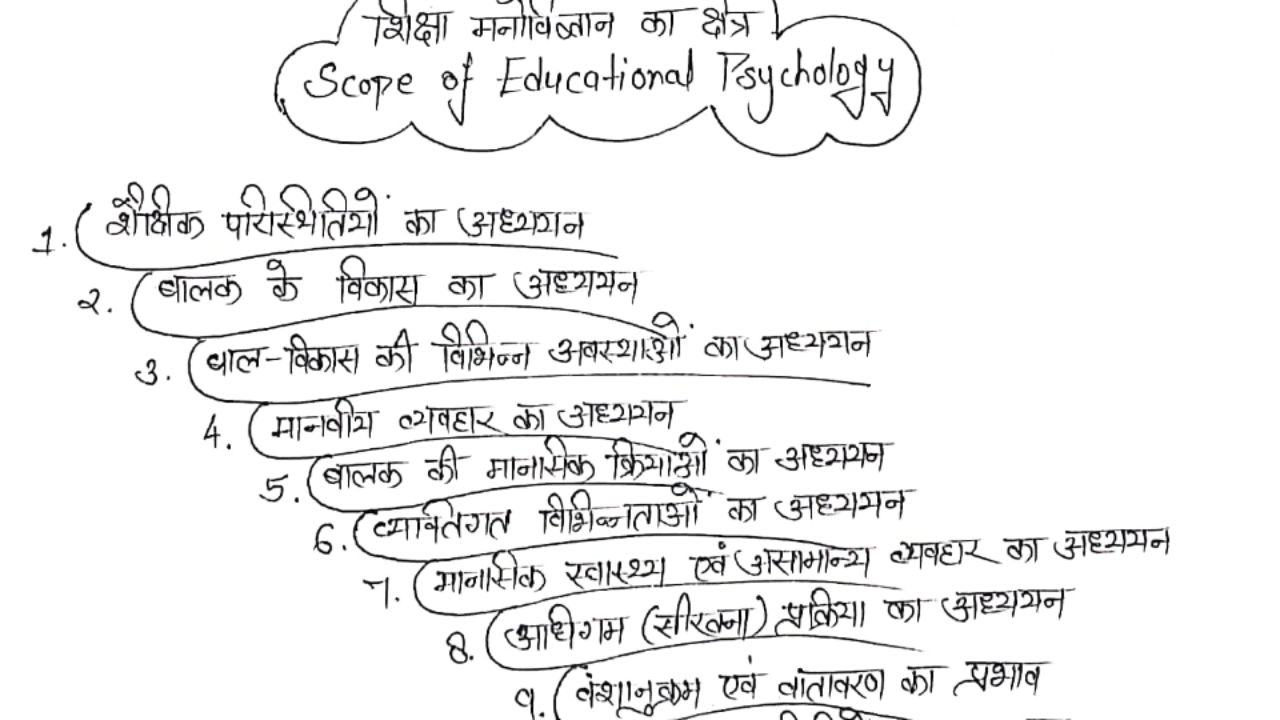 शिक्षा मनोविज्ञान का क्षेत्र
Scope of Educational Psychology
1. शैक्षिक परिस्थितियों का अध्ययन
२. बालक के विकास का अध्ययन
३. बाल-विकास की विभिन्न अवस्थाओं का अध्ययन
4. मानवीय व्यवहार का अध्ययन
5. बालक की मानसिक क्रियाओं का अध्ययन
6. व्यक्तिगत विभिन्नताओं का अध्ययन
7. मानसिक स्वास्थ्य एवं असामान्य व्यवहार का अध्ययन
8. अधिगम (सीखना) प्रक्रिया का अध्ययन
9. वंशानुक्रम एवं वातावरण का प्रभाव